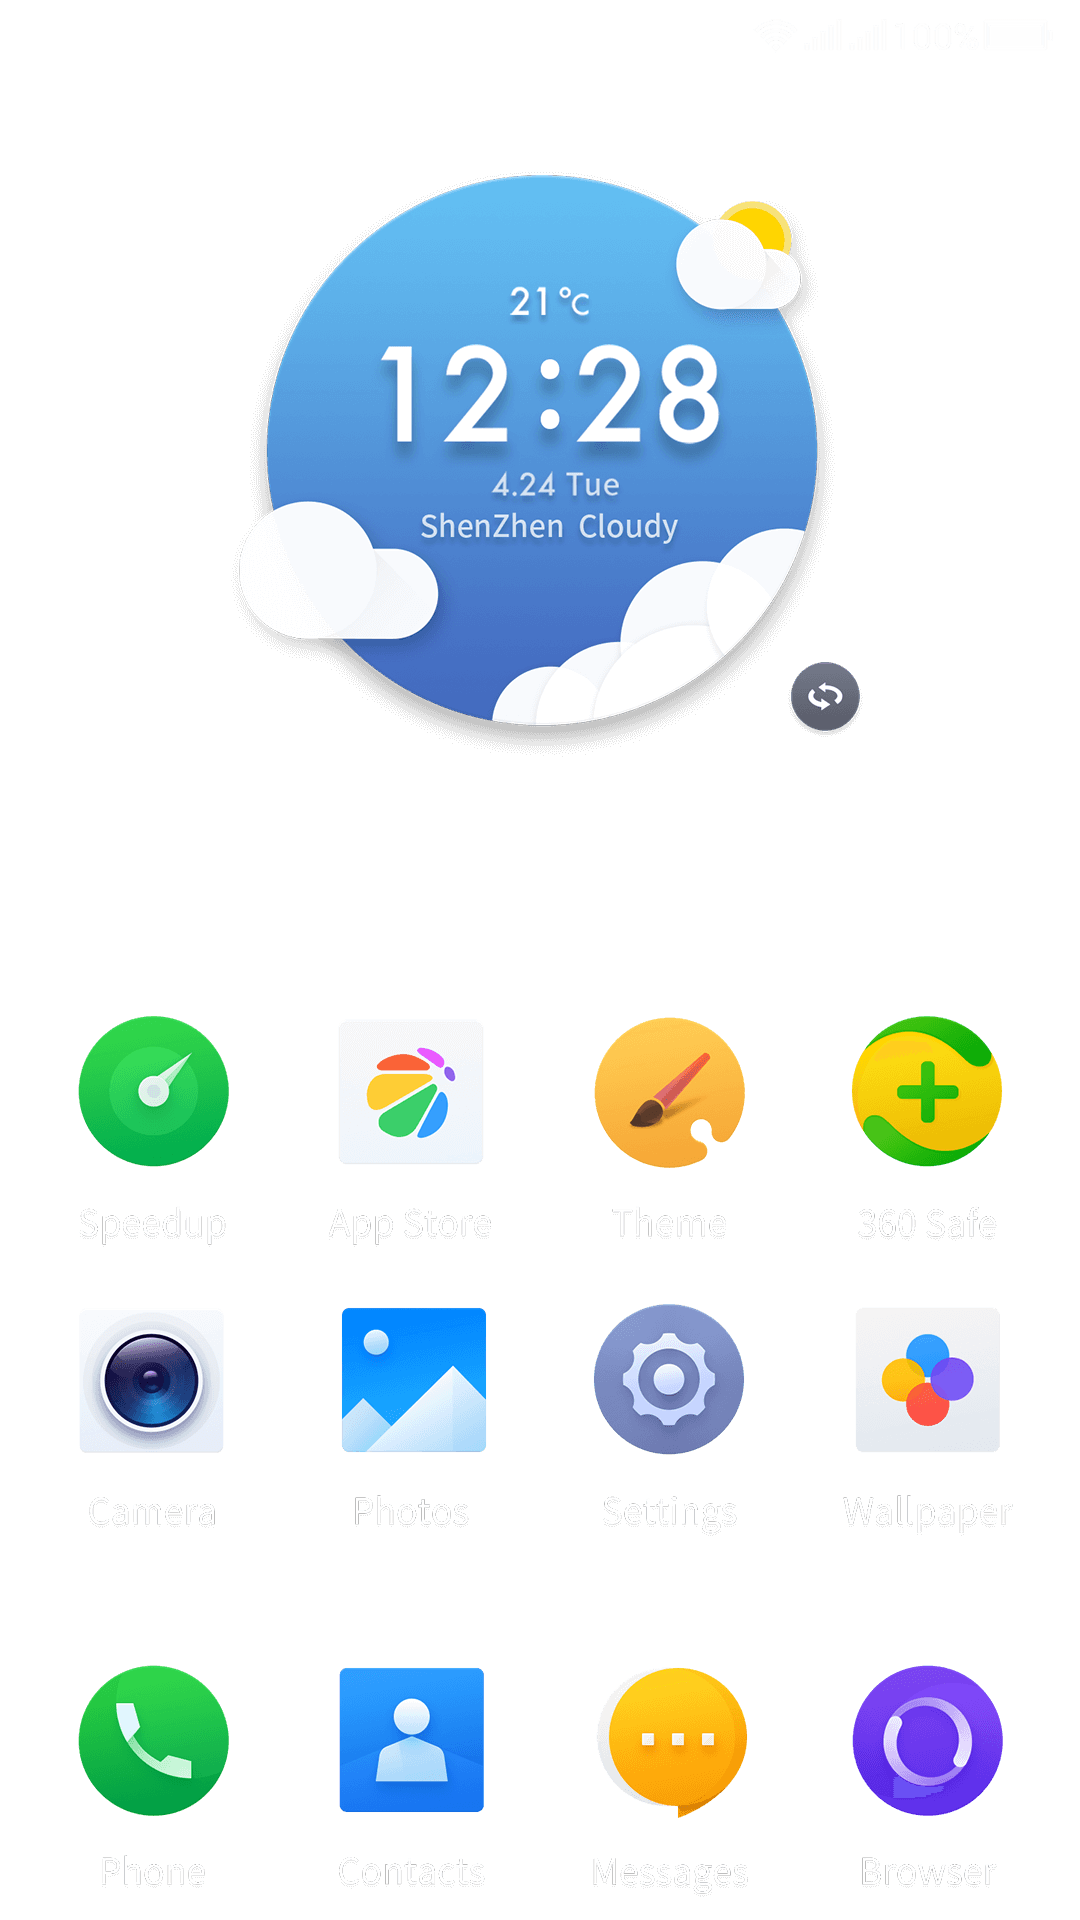 21°C
12:28
4.24 Tue
ShenZhen Cloudy
Speedup App Store Theme 360 Safe
Camera Photos Settings Wallpaper
Phone Contacts Messages Browser